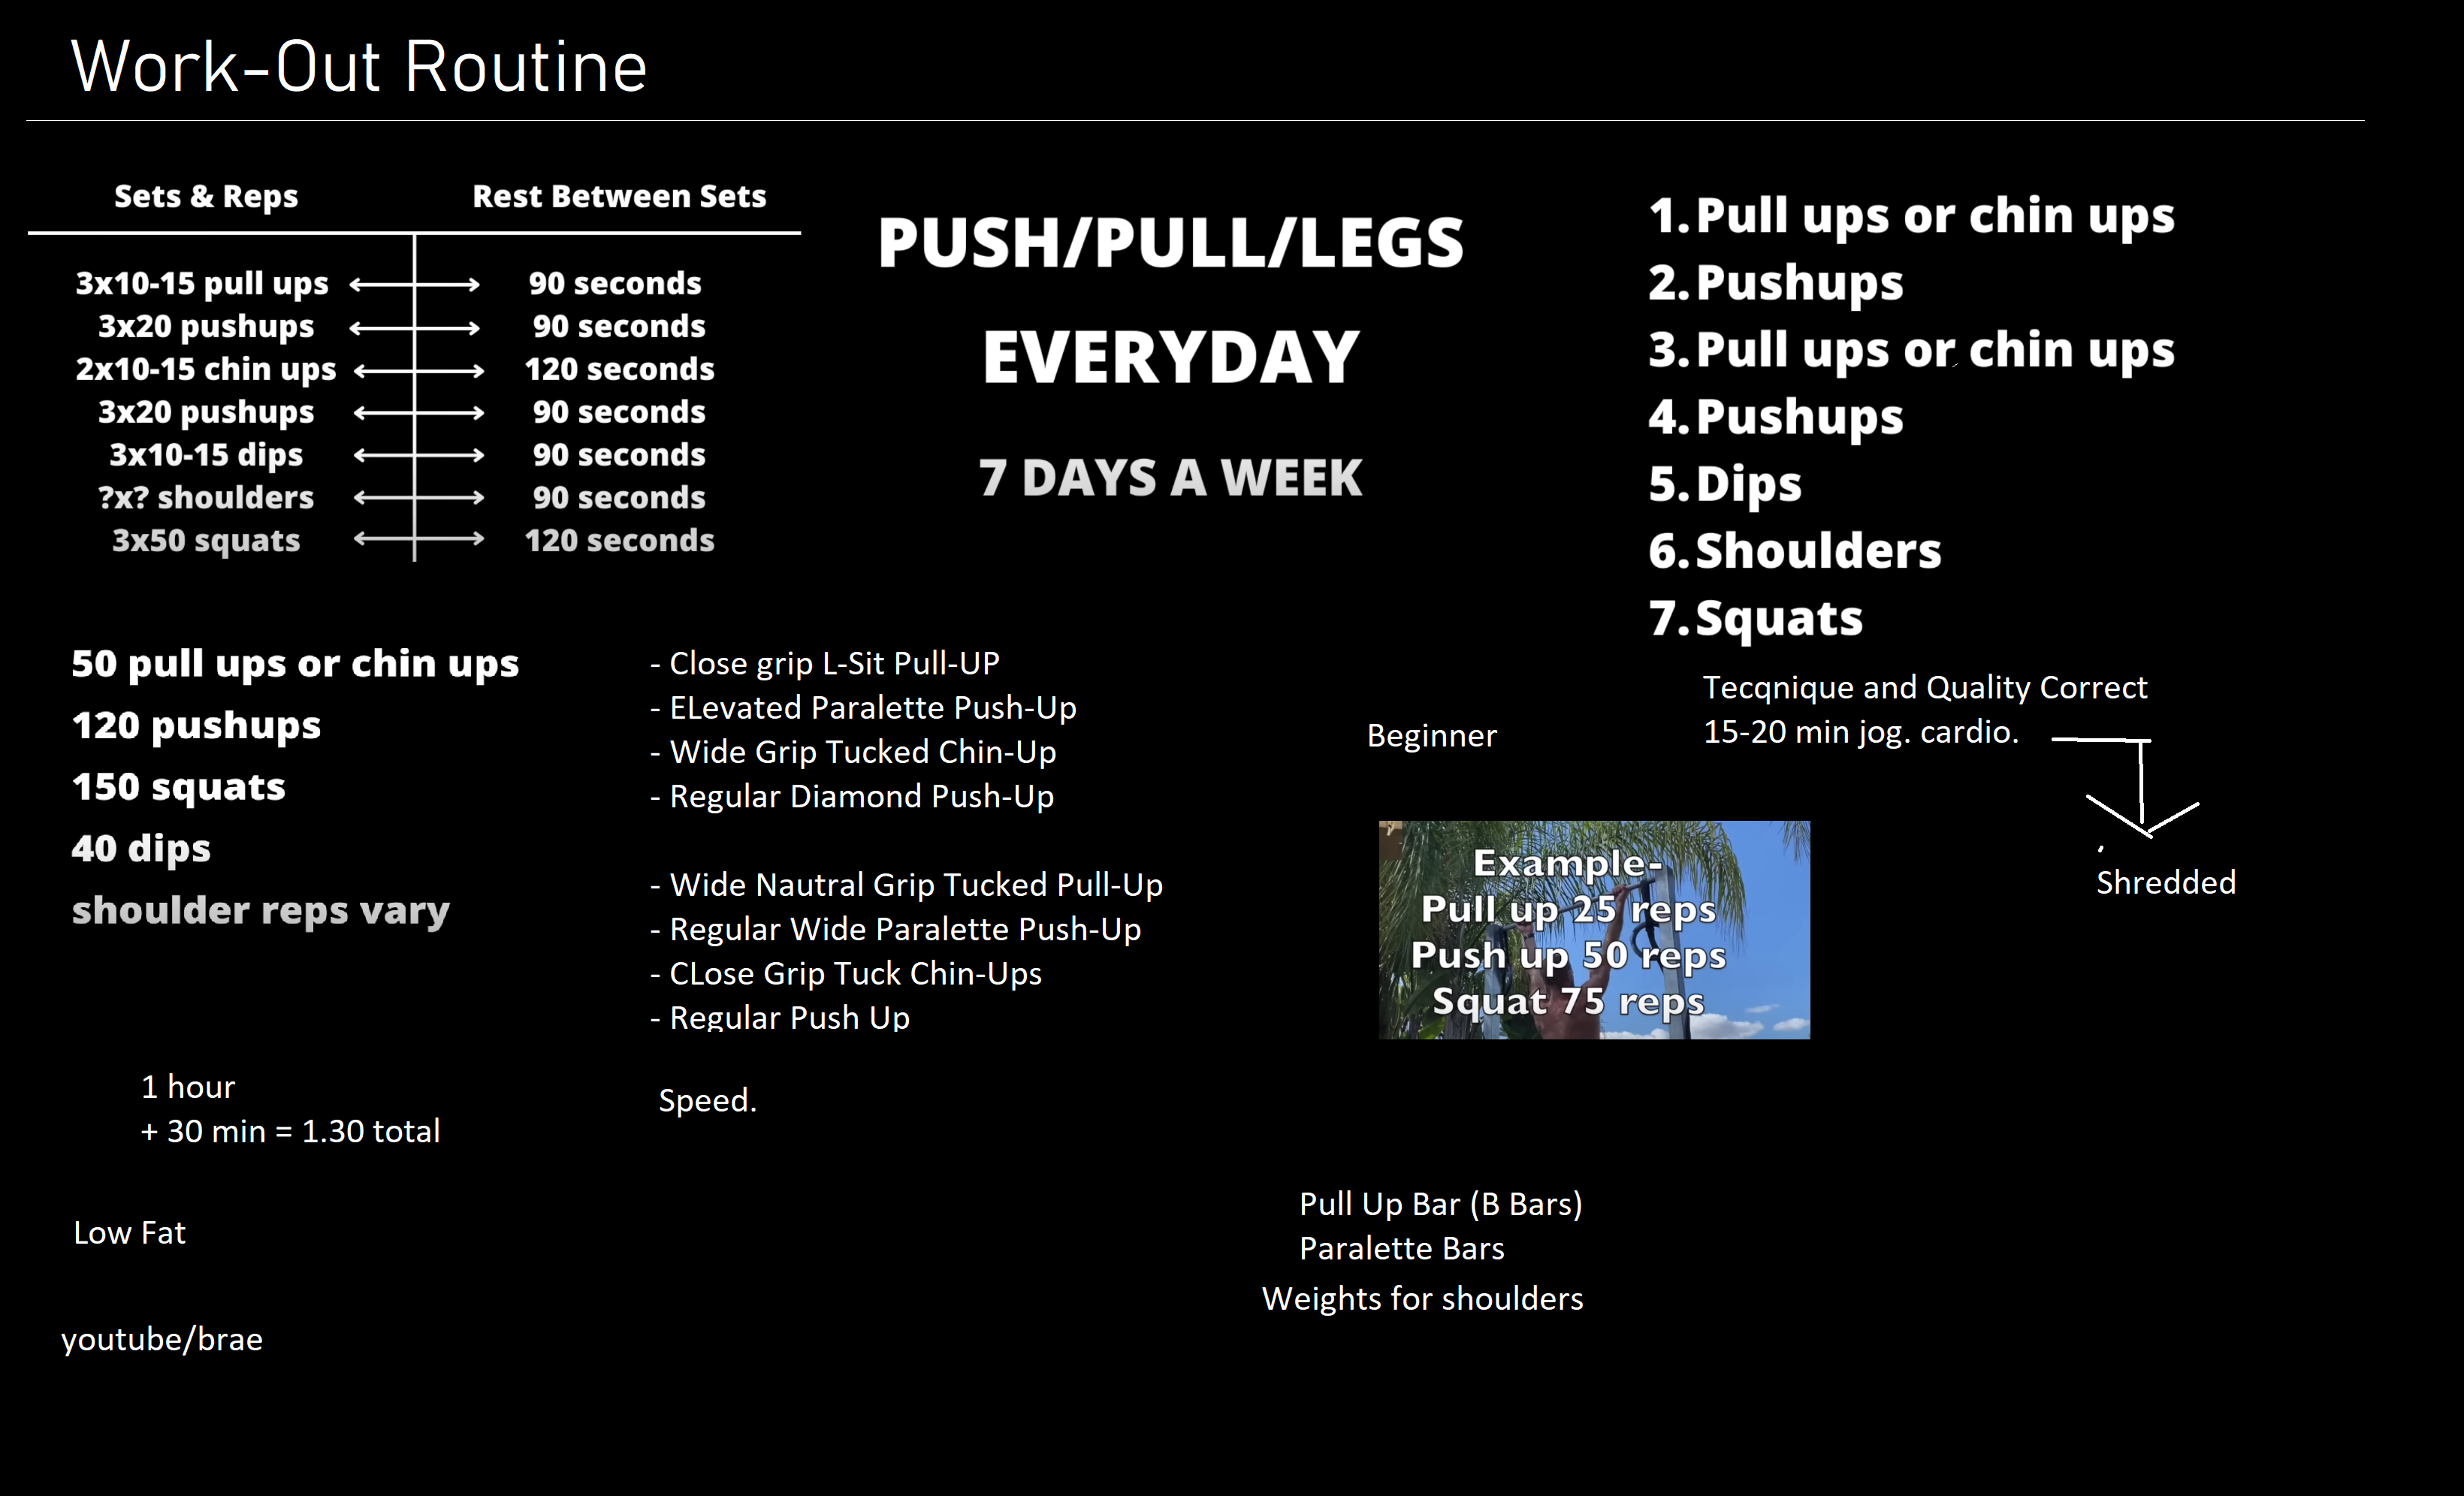 Work-Out Routine
Sets & Reps
Rest Between Sets
3x10-15 pull ups
90 seconds
3x20 pushups
90 seconds
2x10-15 chin ups
120 seconds
3x20 pushups
90 seconds
3x10-15 dips
90 seconds
?x? shoulders
90 seconds
3x50 squats
120 seconds
PUSH/PULL/LEGS
EVERYDAY
7 DAYS A WEEK
1. Pull ups or chin ups
2. Pushups
3. Pull ups or chin ups
4. Pushups
5. Dips
6. Shoulders
7. Squats
Tecqnique and Quality Correct
15-20 min jog. cardio.
Shredded
50 pull ups or chin ups
120 pushups
150 squats
40 dips
shoulder reps vary
- Close grip L-Sit Pull-UP
- ELevated Paralette Push-Up
- Wide Grip Tucked Chin-Up
- Regular Diamond Push-Up
- Wide Nautral Grip Tucked Pull-Up
- Regular Wide Paralette Push-Up
- CLose Grip Tuck Chin-Ups
- Regular Push Up
Speed.
Beginner
Example-
Pull up 25 reps
Push up 50 reps
Squat 75 reps
1 hour
+ 30 min = 1.30 total
Low Fat
youtube/brae
Pull Up Bar (B Bars)
Paralette Bars
Weights for shoulders